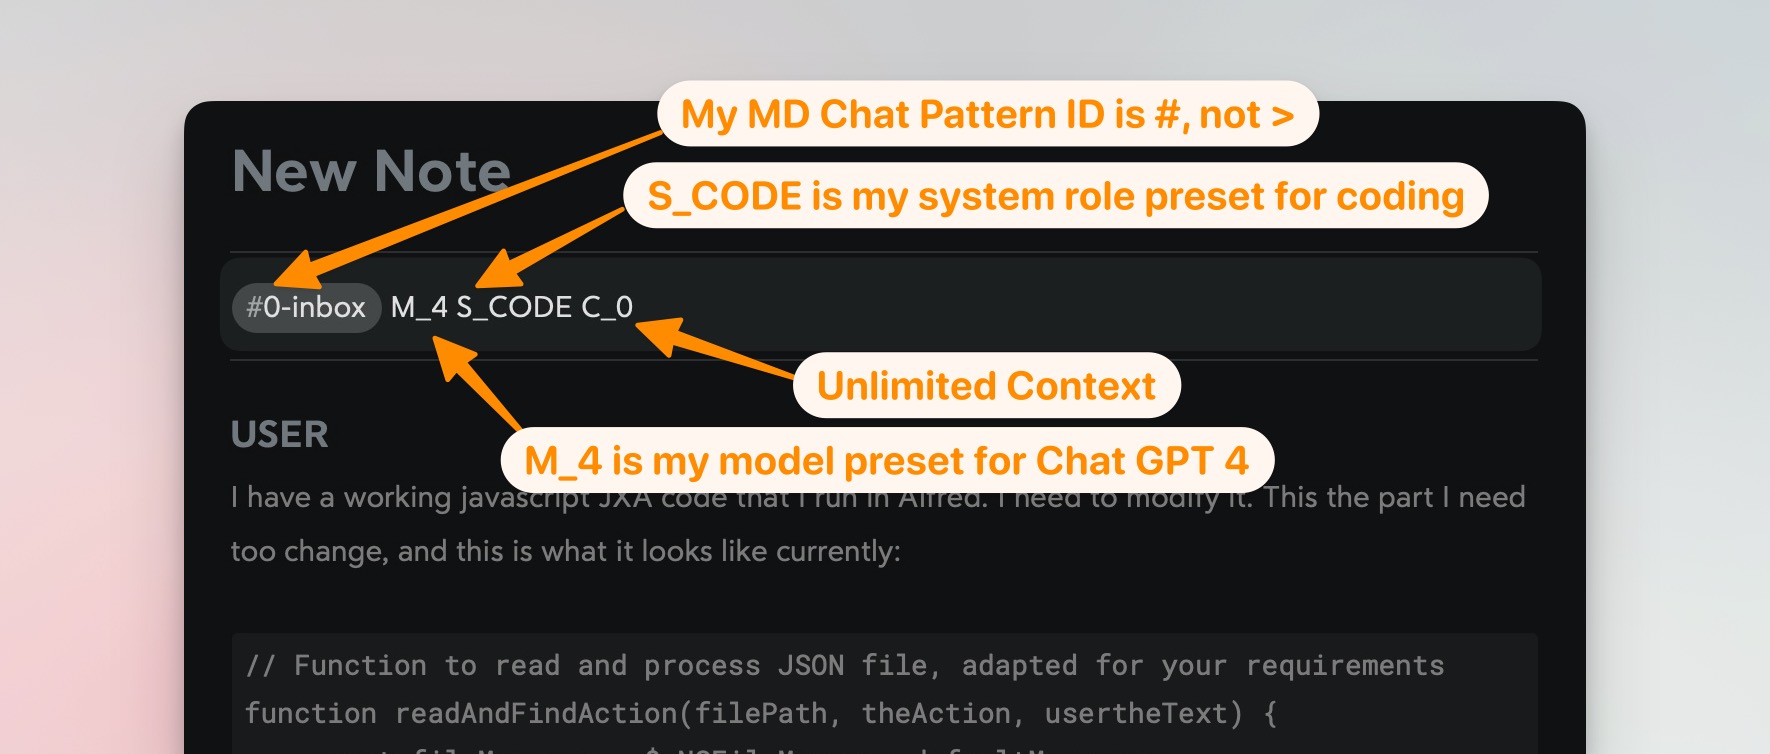 My MD Chat Pattern ID is #, not >
New Note
S_CODE is my system role preset for coding
#0-inbox M_4 S_CODE C_0
Unlimited Context
USER
M_4 is my model preset for Chat GPT 4
I have a working javascript JXA code that I run in Alfred. I need to modify it. This the part I need
too change, and this is what it looks like currently:
// Function to read and process JSON file, adapted for your requirements
function readAndFindAction(filePath, theAction, usertheText) {